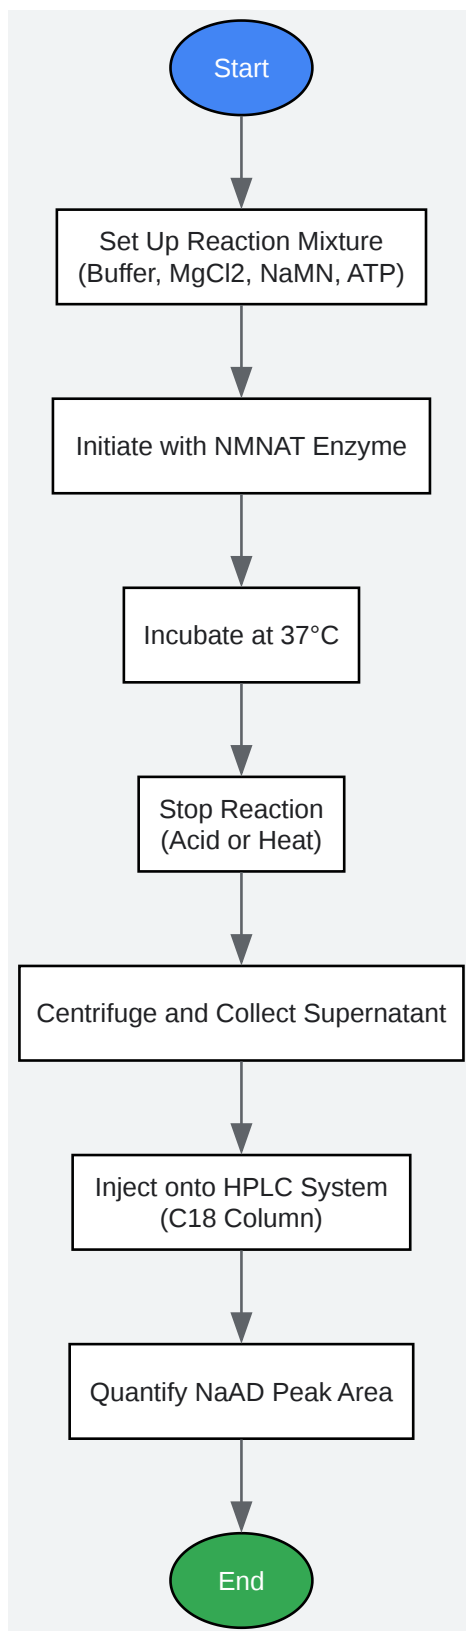 Start
Set Up Reaction Mixture
(Buffer, MgCl2, NaMN, ATP)
Initiate with NMNAT Enzyme
Incubate at 37°C
Stop Reaction
(Acid or Heat)
Centrifuge and Collect Supernatant
Inject onto HPLC System
(C18 Column)
Quantify NaAD Peak Area
End